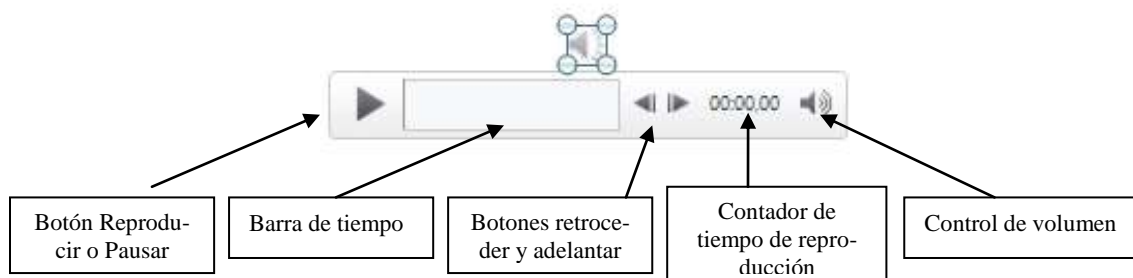 00:00,00
Botón Reprodu-
cir o Pausar
Barra de tiempo
Botones retroce-
der y adelantar
Contador de
tiempo de repro-
ducción
Control de volumen